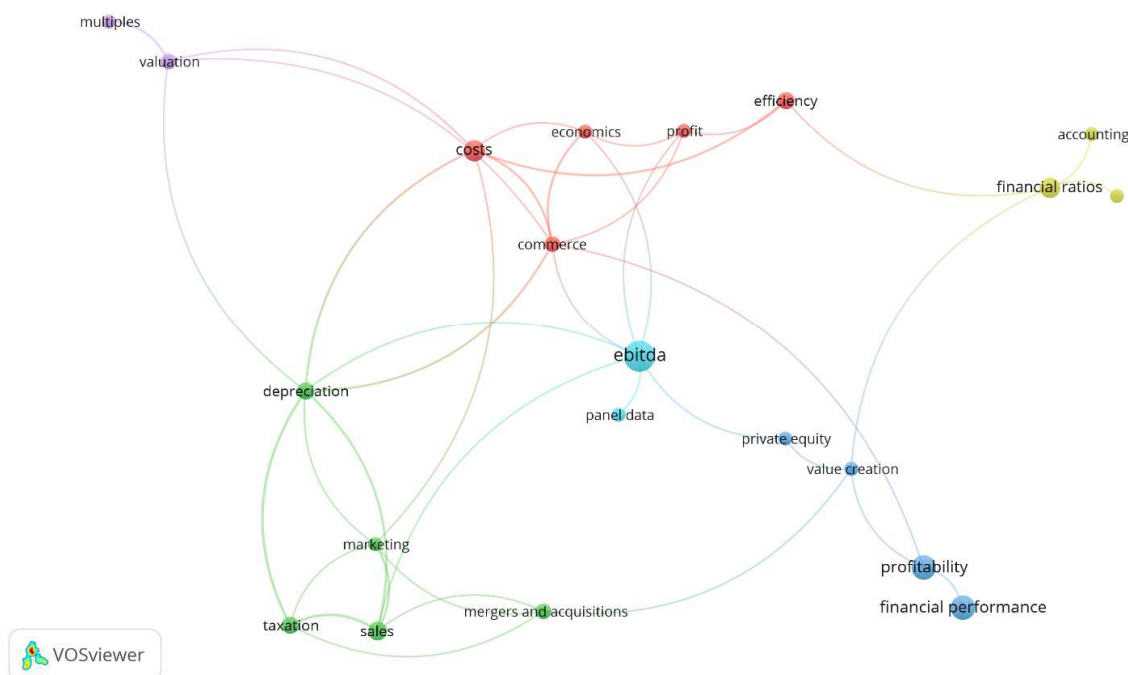 multiples
valuation
efficiency
economics
profit
accounting
costs
financial ratios
commerce
ebitda
depreciation
panel data
private equity
value creation
marketing
profitability
financial performance
mergers and acquisitions
taxation
sales
VOSviewer